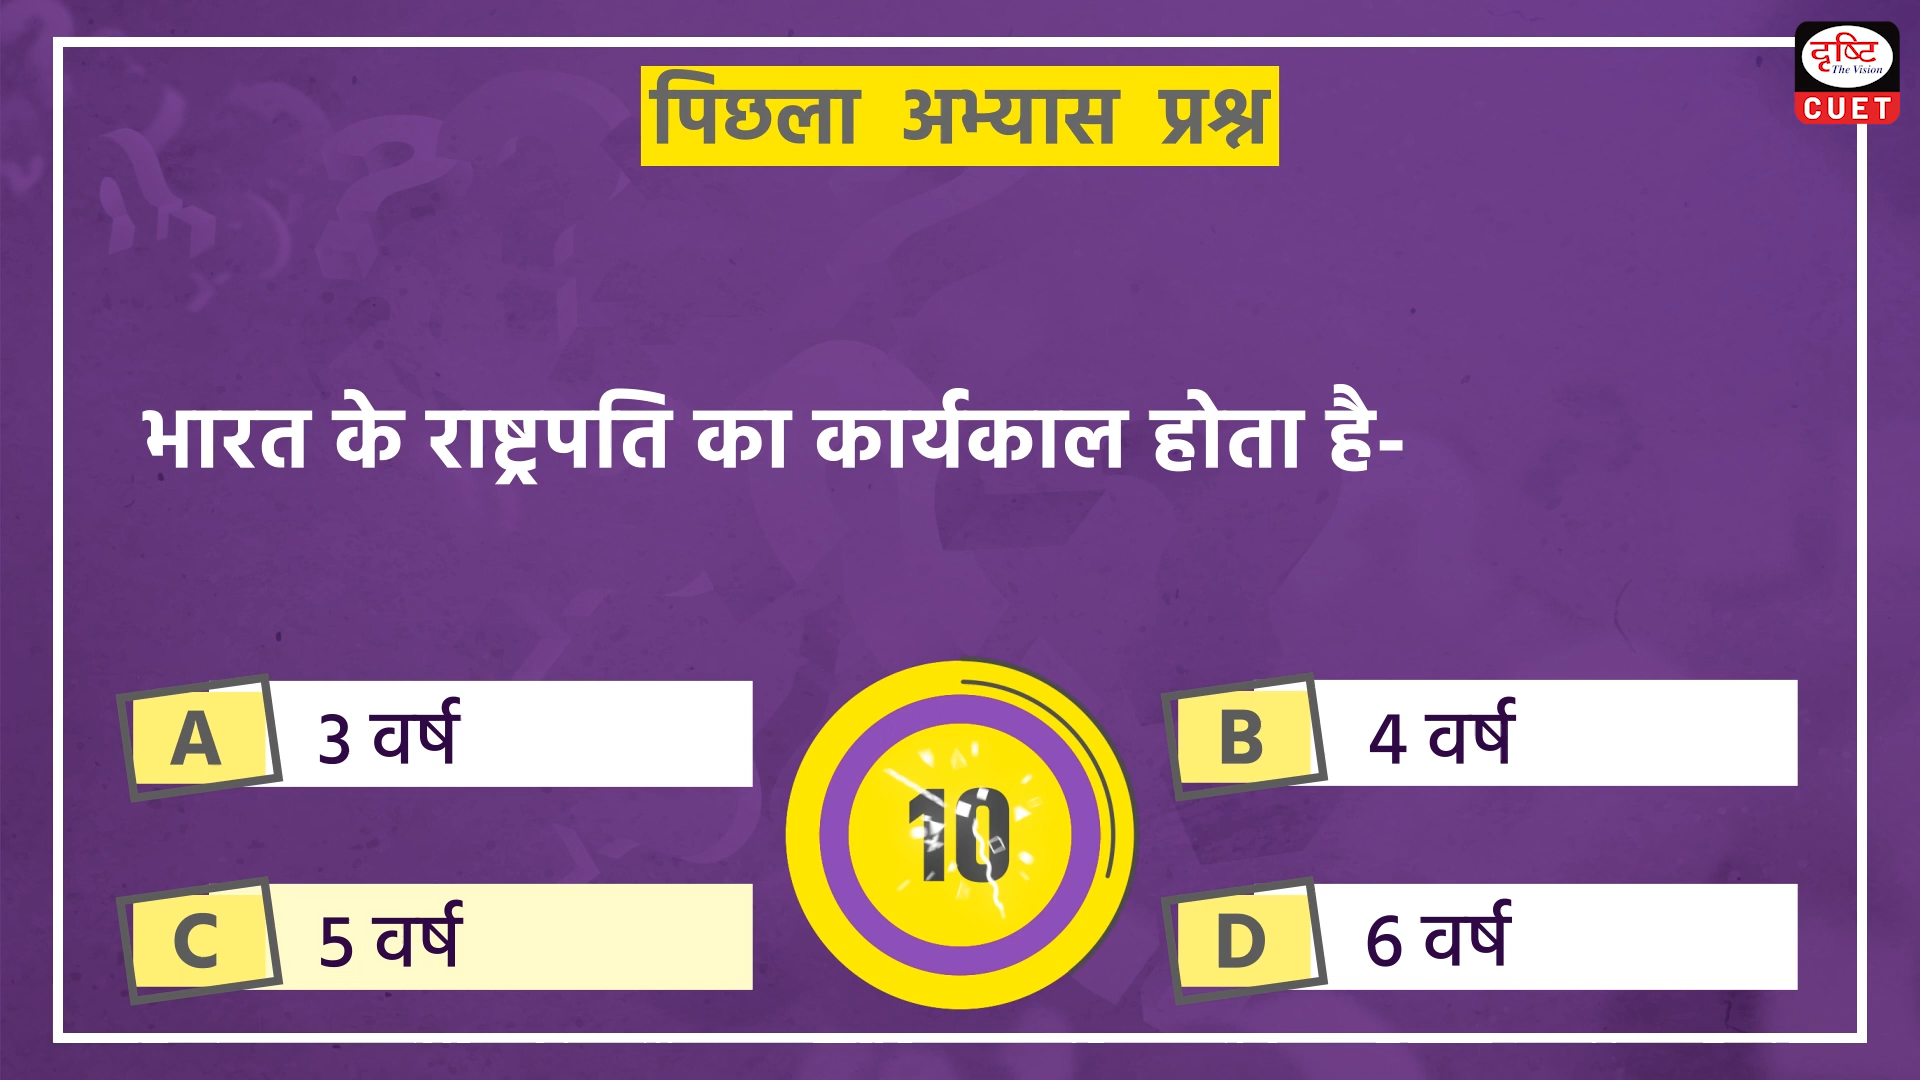 दृष्टि
The Vision
CUET
पिछला अभ्यास प्रश्न
भारत के राष्ट्रपति का कार्यकाल होता है-
A 3 वर्ष
B 4 वर्ष
10
C 5 वर्ष
D 6 वर्ष